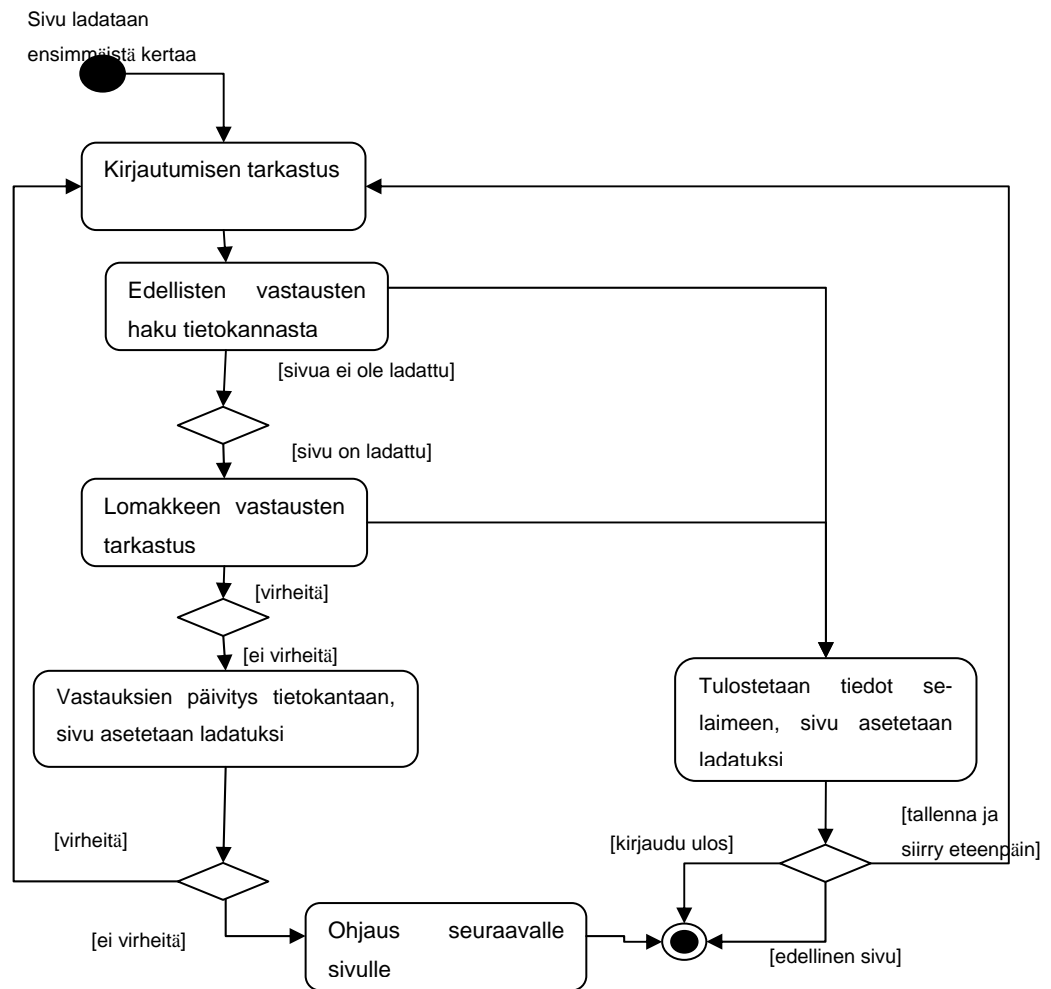 Sivu ladataan
ensimmäistä kertaa
Kirjautumisen tarkastus
Edellisten vastausten
haku tietokannasta
[sivua ei ole ladattu]
[sivu on ladattu]
Lomakkeen vastausten
tarkastus
[virheitä]
[ei virheitä]
Vastauksien päivitys tietokantaan,
sivu asetetaan ladatuksi
Tulostetaan tiedot se-
laimeen, sivu asetetaan
ladatuksi
[virheitä]
[kirjaudu ulos]
[tallenna ja
siirry eteenpäin]
[ei virheitä]
Ohjaus seuraavalle
sivulle
[edellinen sivu]